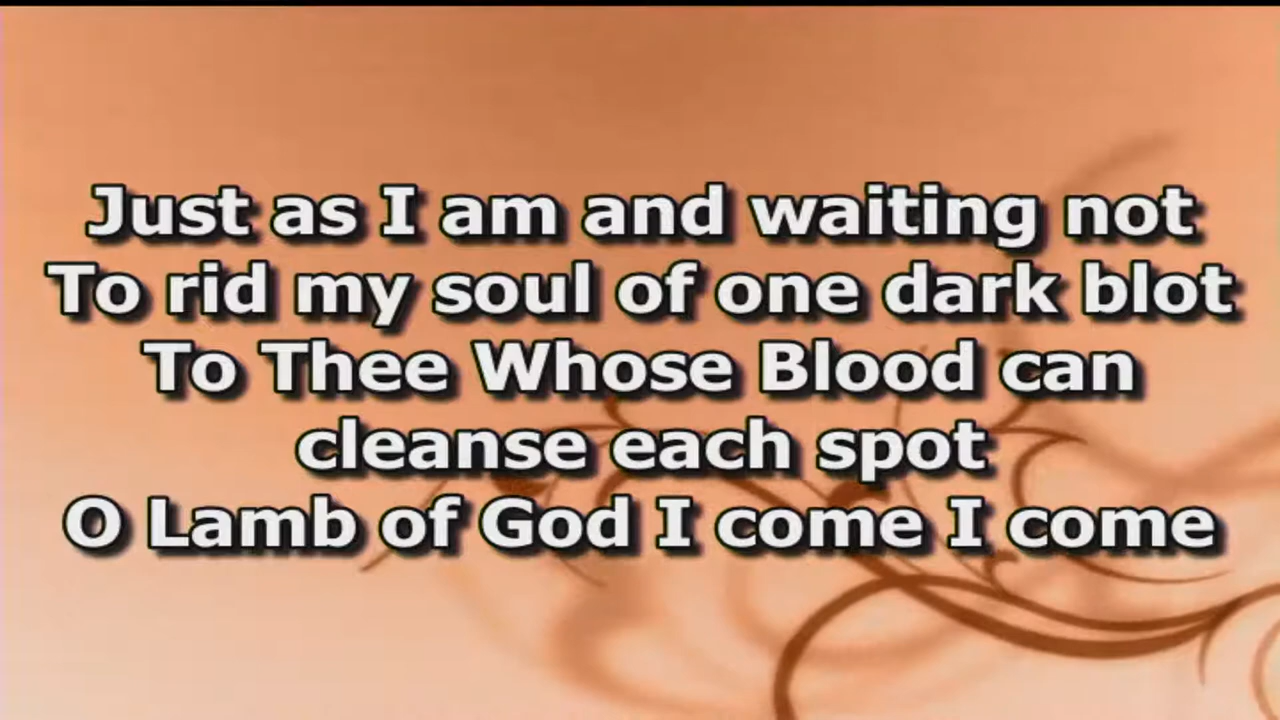 Just as I am and waiting not
To rid my soul of one dark blot
To Thee Whose Blood can
cleanse each spot
O Lamb of God I come I come